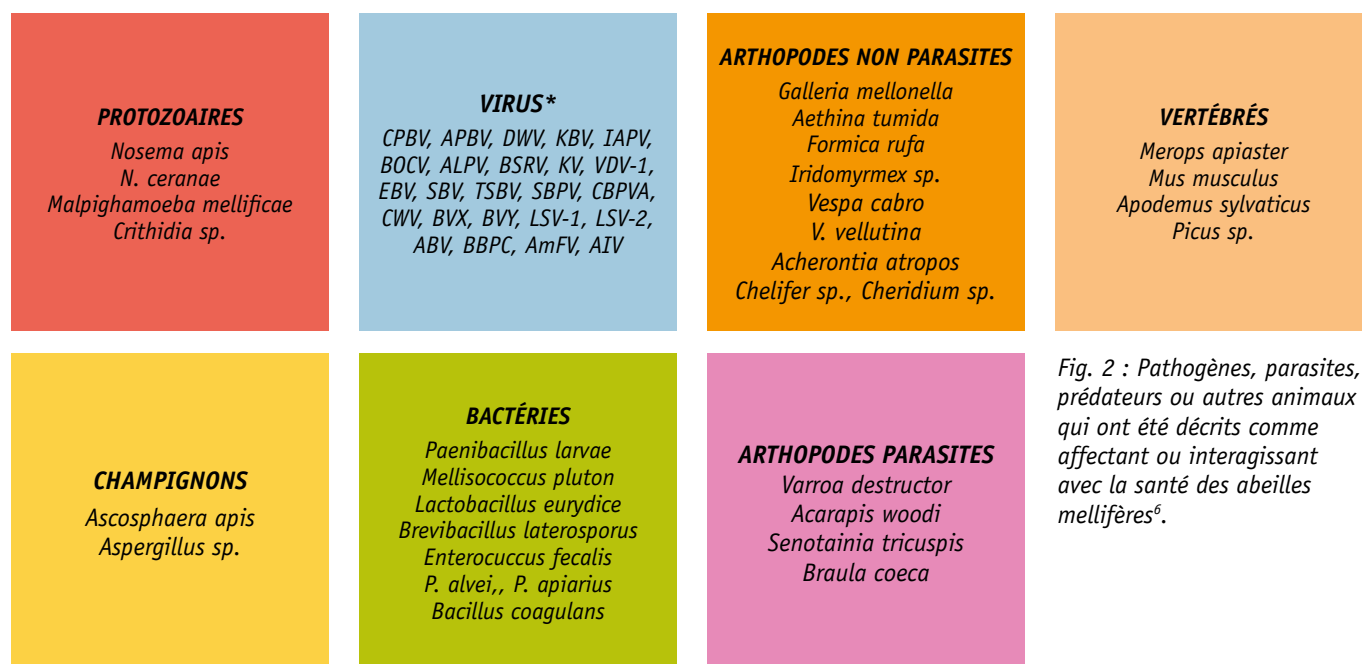 PROTOZOAIRES
Nosema apis
N. ceranae
Malpighamoeba mellificae
Crithidia sp.
VIRUS*
CPBV, APBV, DWV, KBV, IAPV,
BOCV, ALPV, BSRV, KV, VDV-1,
EBV, SBV, TSBV, SBPV, CBPVA,
CWV, BVX, BVY, LSV-1, LSV-2,
ABV, BBPC, AmFV, AIV
ARTHOPODES NON PARASITES
Galleria mellonella
Aethina tumida
Formica rufa
Iridomyrmex sp.
Vespa cabro
V. vellutina
Acherontia atropos
Chelifer sp., Cheridium sp.
VERTÉBRÉS
Merops apiaster
Mus musculus
Apodemus sylvaticus
Picus sp.
CHAMPIGNONS
Ascosphaera apis
Aspergillus sp.
BACTÉRIES
Paenibacillus larvae
Mellisococcus pluton
Lactobacillus eurydice
Brevibacillus laterosporus
Enterucuccus fecalis
P. alvei,, P. apiarius
Bacillus coagulans
ARTHOPODES PARASITES
Varroa destructor
Acarapis woodi
Senotainia tricuspis
Braula coeca
Fig. 2 : Pathogènes, parasites,
prédateurs ou autres animaux
qui ont été décrits comme
affectant ou interagissant
avec la santé des abeilles
mellifères⁶.